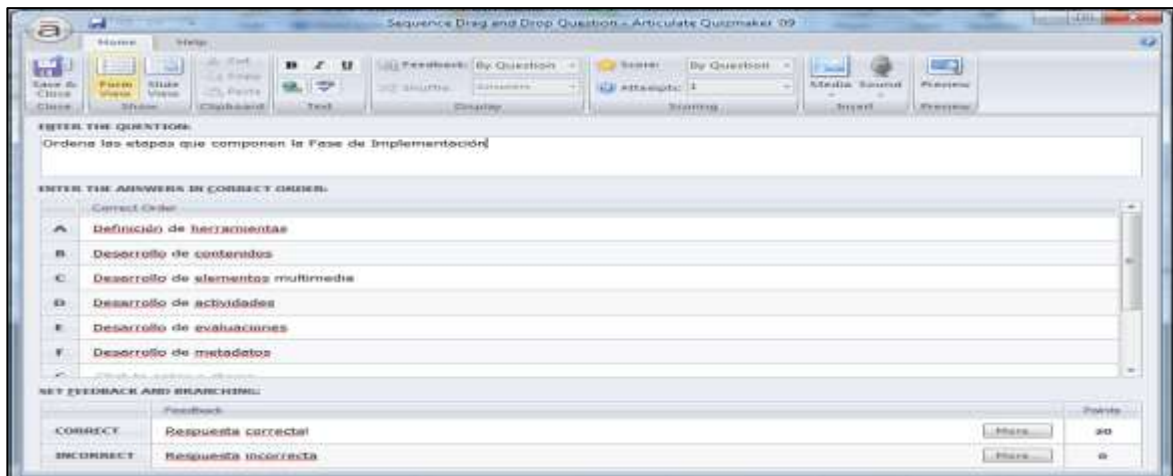 Sequence Drag and Drop Question - Articulate Quizmaker '09
Home Help
Save & Close
Form View
Slide View
Cut
Copy
Paste
B I U
Feedback: By Question
Shuffle: Answers
Score: By Question
Attempts: 1
Media Sound Preview
Close Show Clipboard Text Display Scoring Insert Preview
ENTER THE QUESTION:
Ordena las etapas que componen la Fase de Implementación
ENTER THE ANSWERS IN CORRECT ORDER:
Correct Order
A Definición de herramientas
B Desarrollo de contenidos
C Desarrollo de elementos multimedia
D Desarrollo de actividades
E Desarrollo de evaluaciones
F Desarrollo de metadatos
SET FEEDBACK AND BRANCHING:
Feedback Points
CORRECT Respuesta correcta! More... 20
INCORRECT Respuesta incorrecta More... 0